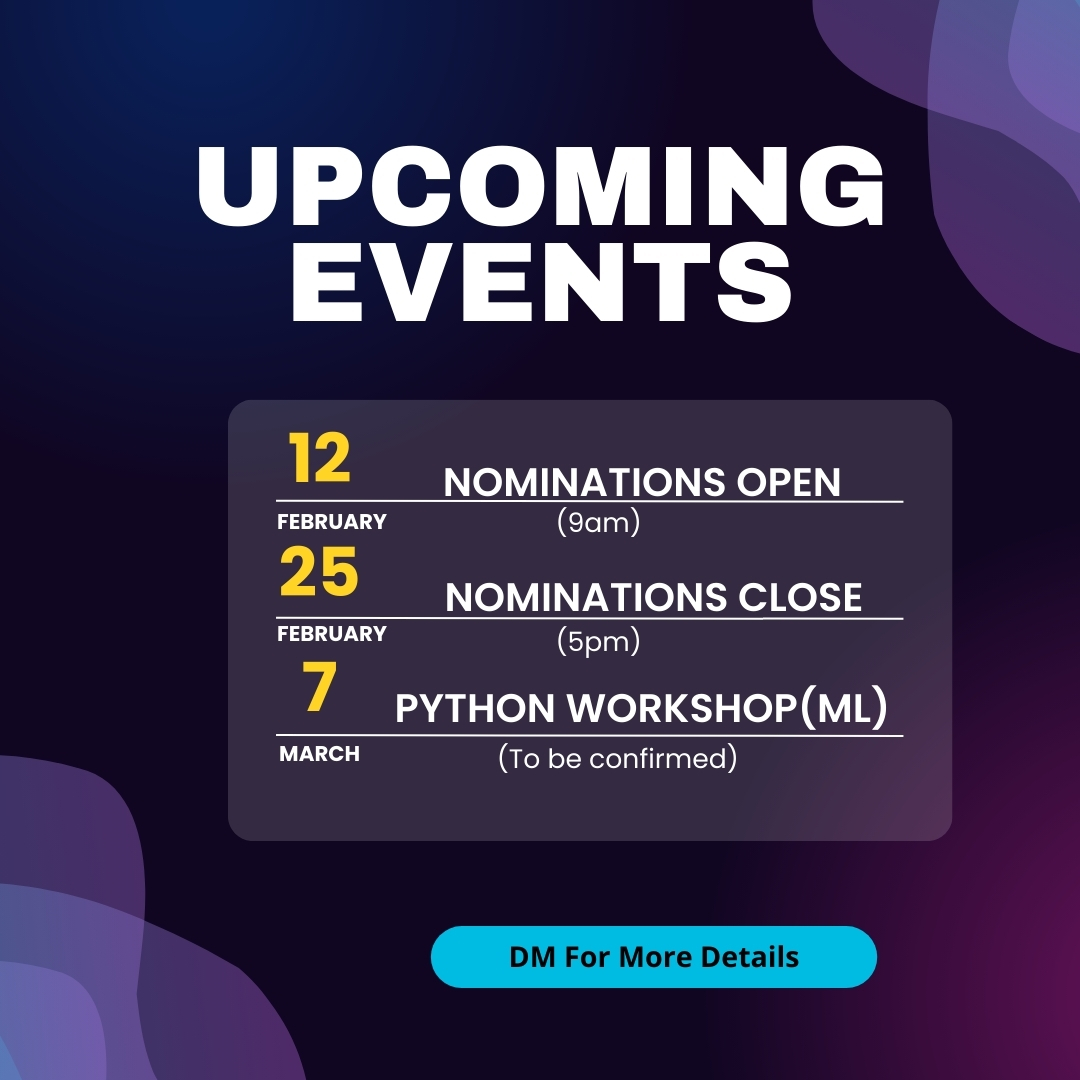 UPCOMING
EVENTS
12
NOMINATIONS OPEN
FEBRUARY
(9am)
25
NOMINATIONS CLOSE
FEBRUARY
(5pm)
7
PYTHON WORKSHOP(ML)
MARCH
(To be confirmed)
DM For More Details